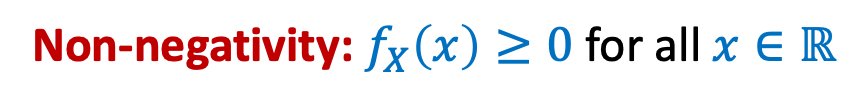 Non-negativity: f_X(x) ≥ 0 for all x ∈ ℝ